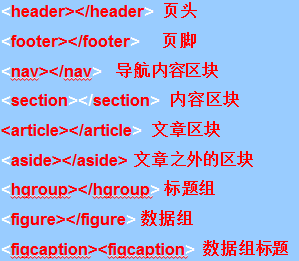 <header></header> 页头
<footer></footer> 页脚
<nav></nav> 导航内容区块
<section></section> 内容区块
<article></article> 文章区块
<aside></aside> 文章之外的区块
<hgroup></hgroup> 标题组
<figure></figure> 数据组
<figcaption><figcaption> 数据组标题